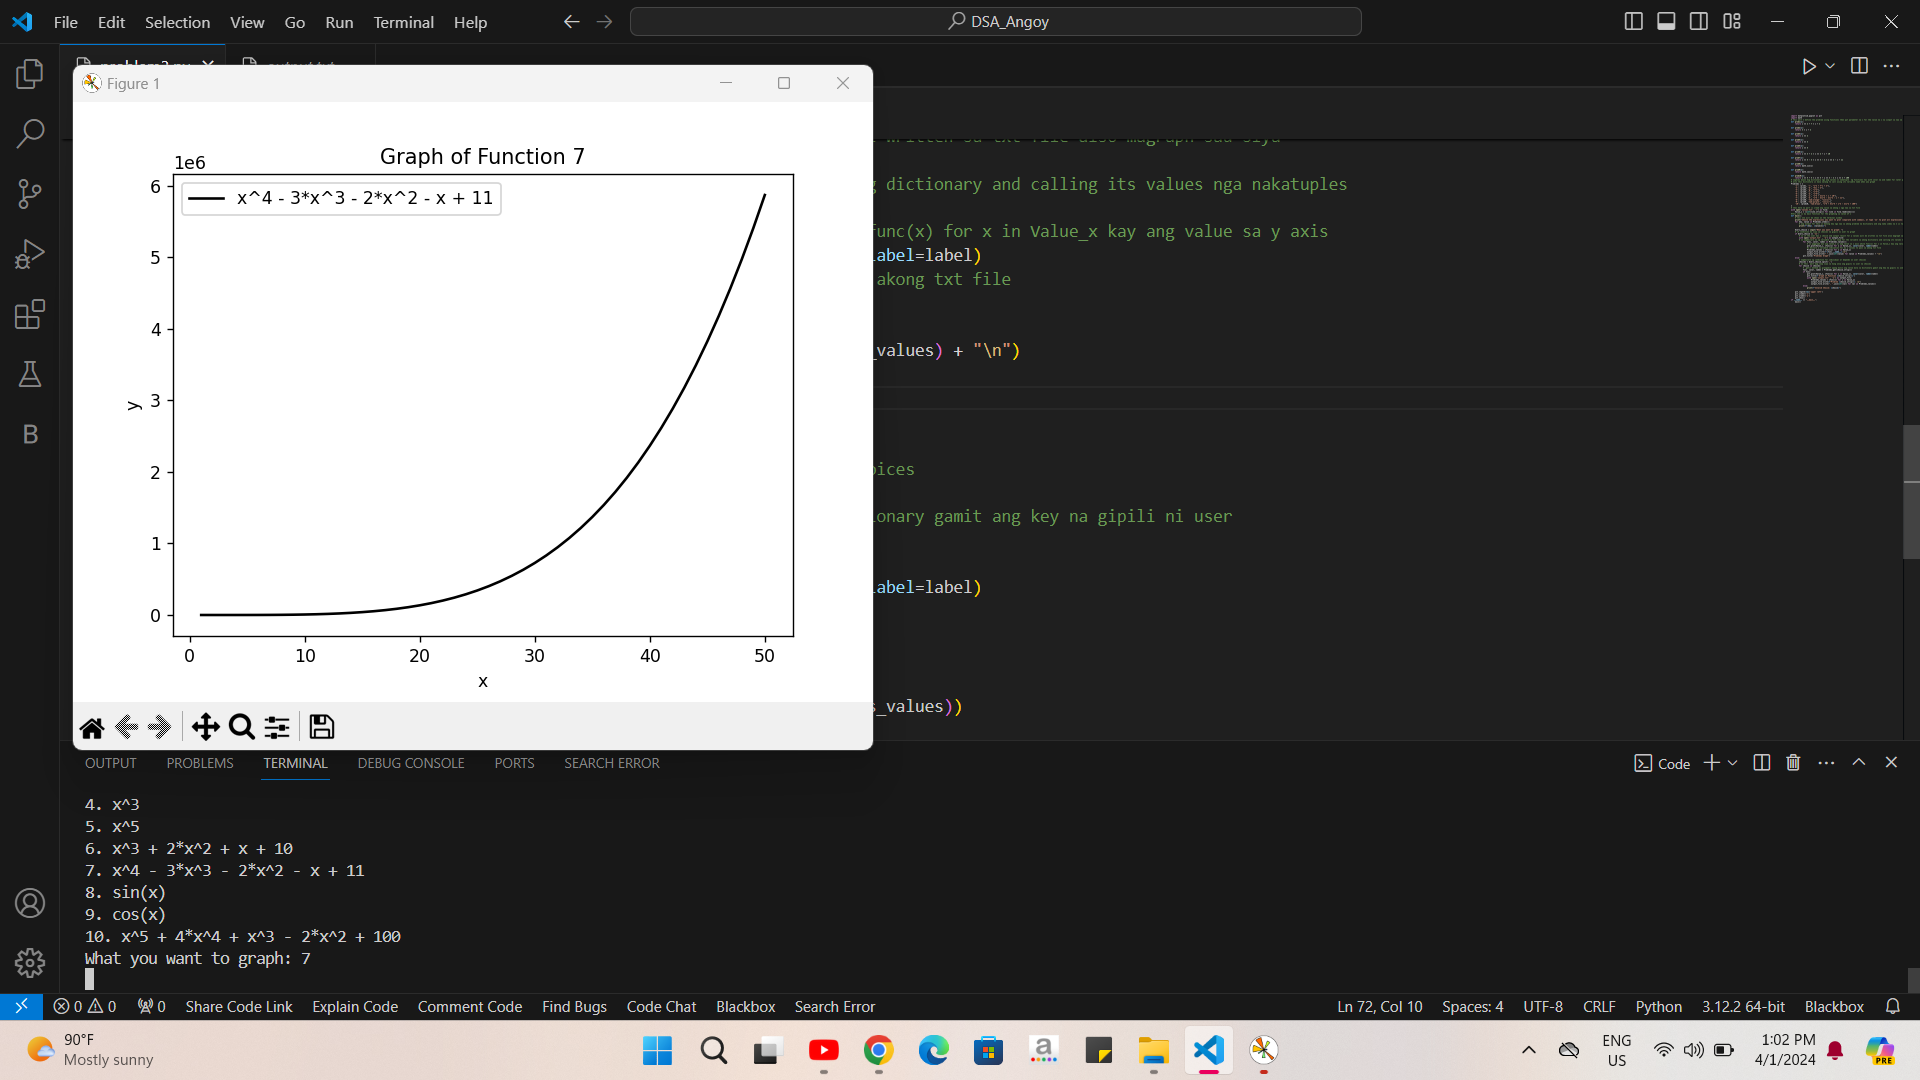 File Edit Selection View Go Run Terminal Help
DSA_Angoy
Figure 1
Graph of Function 7
1e6
x^4 - 3*x^3 - 2*x^2 - x + 11
6
5
4
3
2
1
0
y
0 10 20 30 40 50
x
dictionary and calling its values nga nakatuples
func(x) for x in Value_x kay ang value sa y axis
label=label)
akong txt file
_values) + "\n")
gamit ang key na gipili ni user
label=label)
s_values))
OUTPUT PROBLEMS TERMINAL DEBUG CONSOLE PORTS SEARCH ERROR
Code
4. x^3
5. x^5
6. x^3 + 2*x^2 + x + 10
7. x^4 - 3*x^3 - 2*x^2 - x + 11
8. sin(x)
9. cos(x)
10. x^5 + 4*x^4 + x^3 - 2*x^2 + 100
What you want to graph: 7
0 0 0 Share Code Link Explain Code Comment Code Find Bugs Code Chat Blackbox Search Error Ln 72, Col 10 Spaces: 4 UTF-8 CRLF Python 3.12.2 64-bit Blackbox
90°F
Mostly sunny
ENG
US
1:02 PM
4/1/2024
PRE